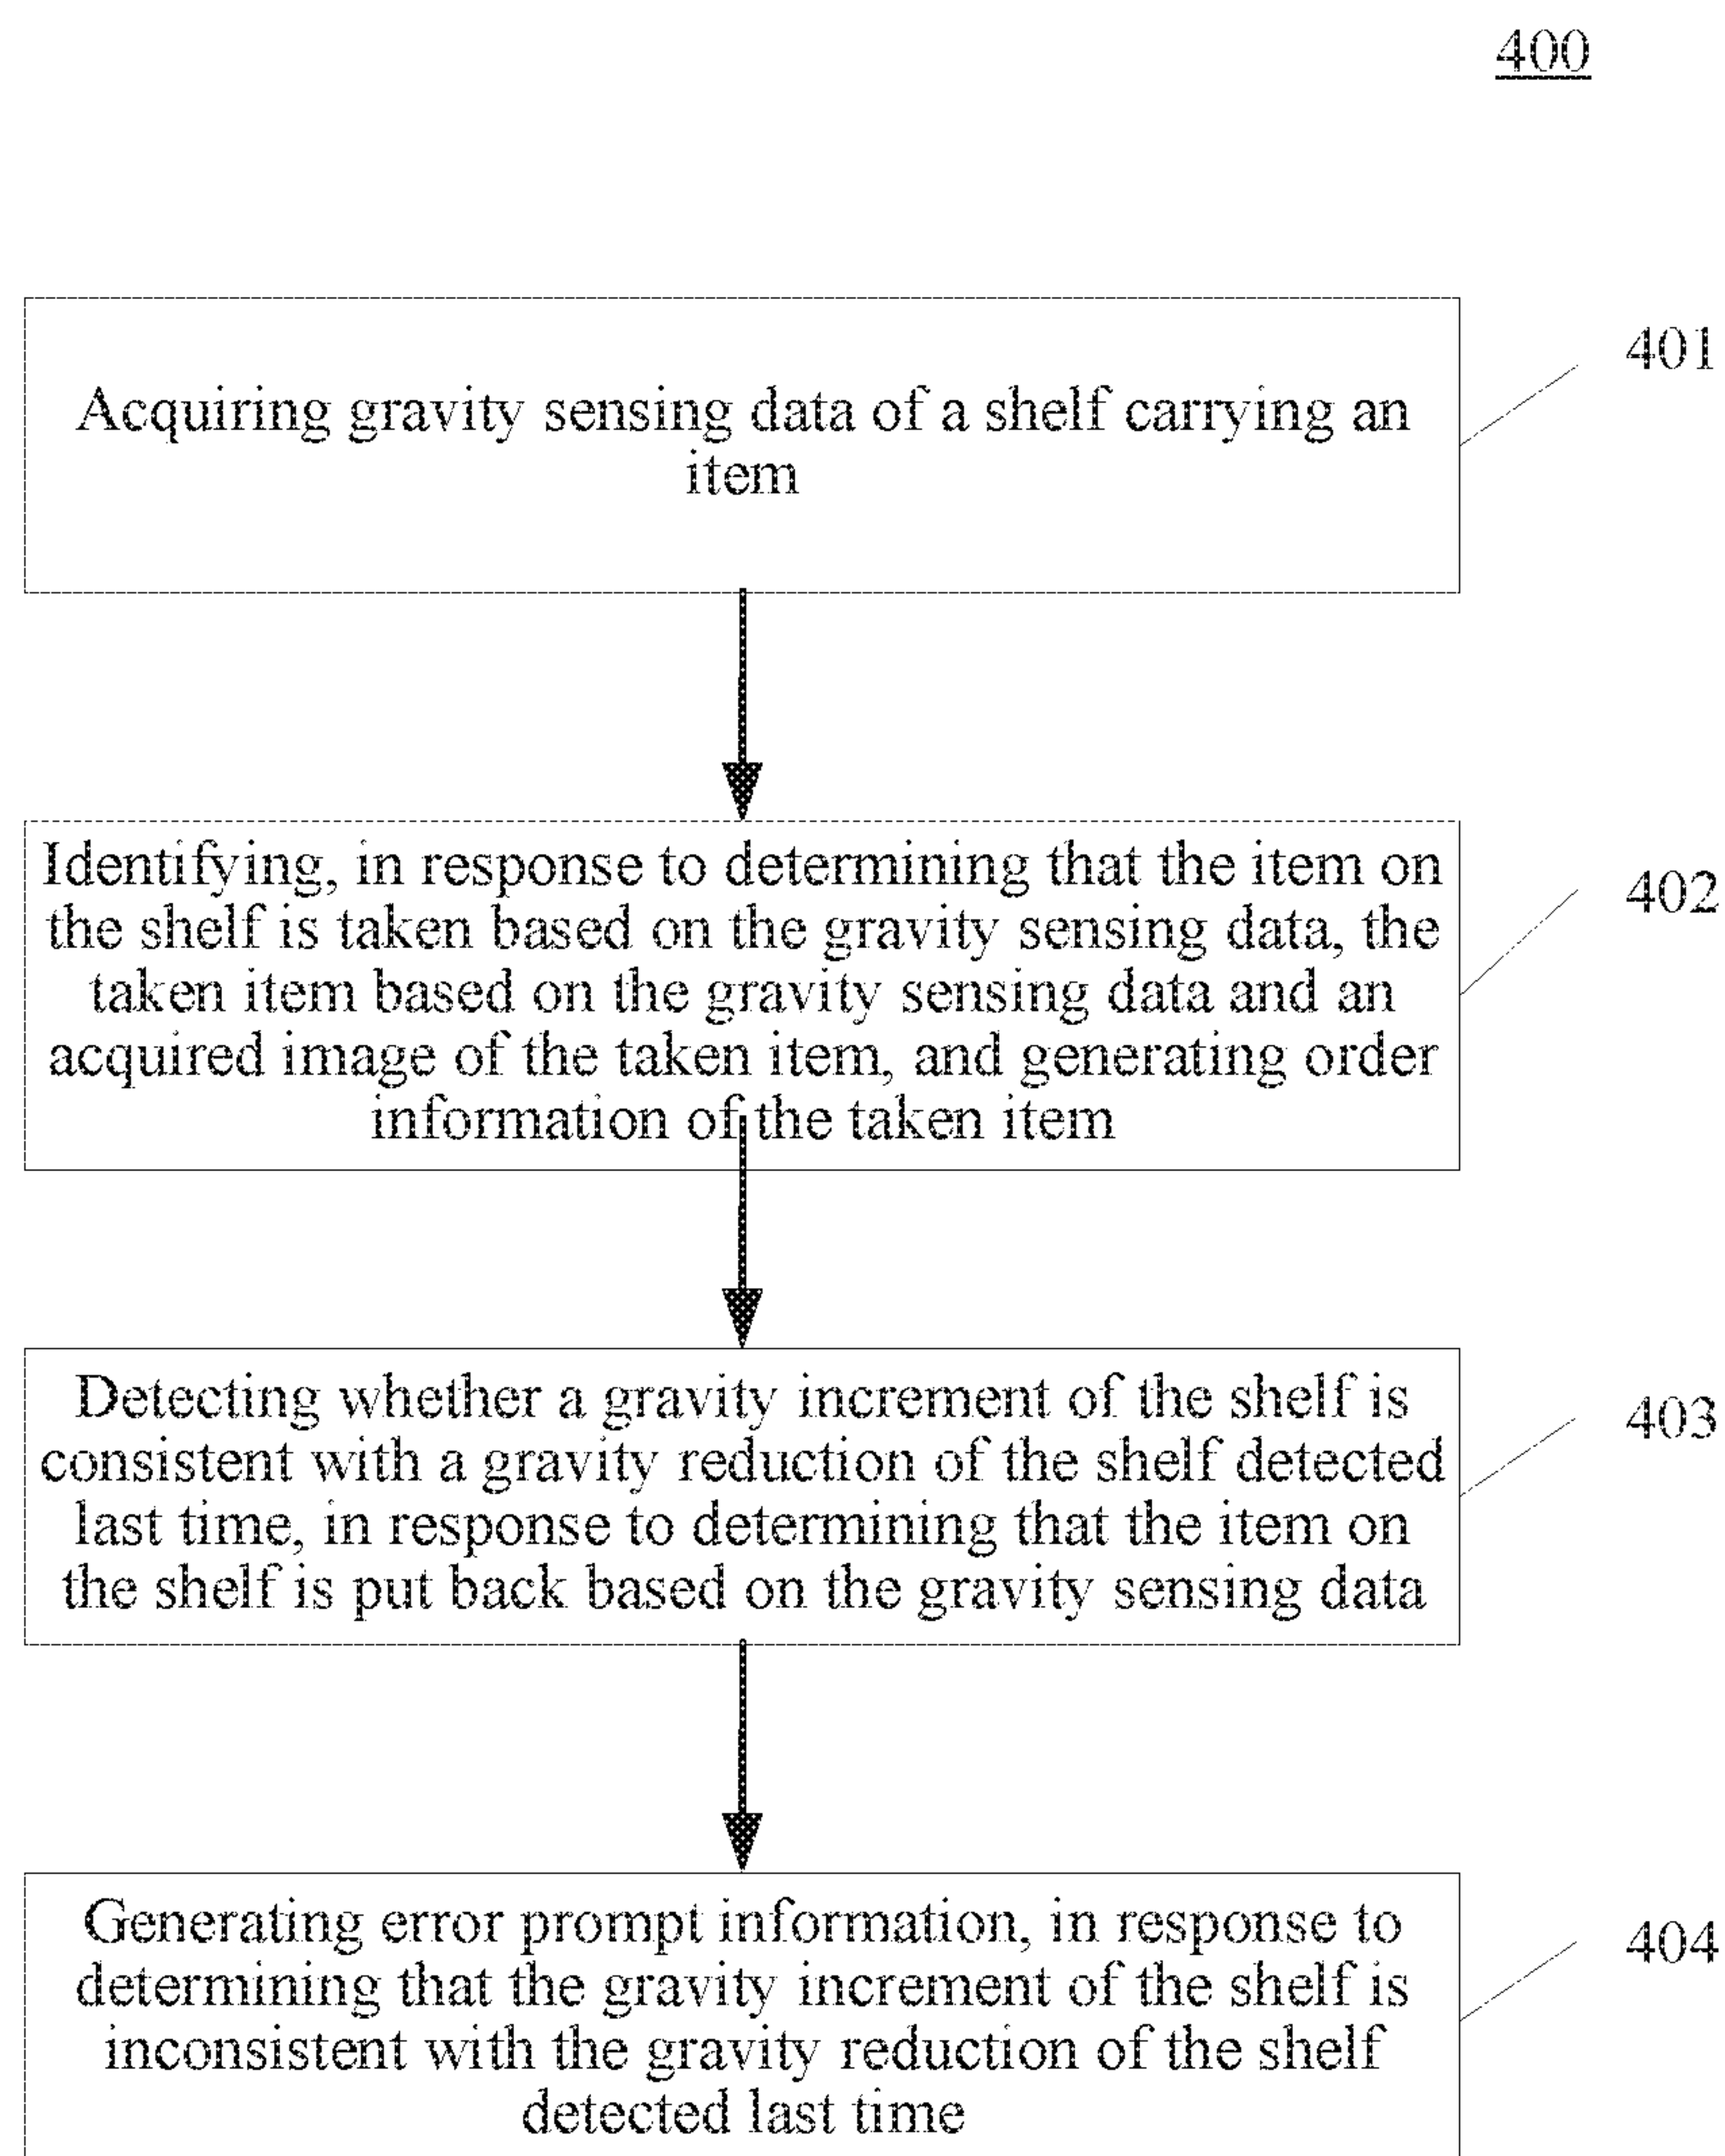 400
Acquiring gravity sensing data of a shelf carrying an
item
401
Identifying, in response to determining that the item on
the shelf is taken based on the gravity sensing data, the
taken item based on the gravity sensing data and an
acquired image of the taken item, and generating order
information of the taken item
402
Detecting whether a gravity increment of the shelf is
consistent with a gravity reduction of the shelf detected
last time, in response to determining that the item on
the shelf is put back based on the gravity sensing data
403
Generating error prompt information, in response to
determining that the gravity increment of the shelf is
inconsistent with the gravity reduction of the shelf
detected last time
404